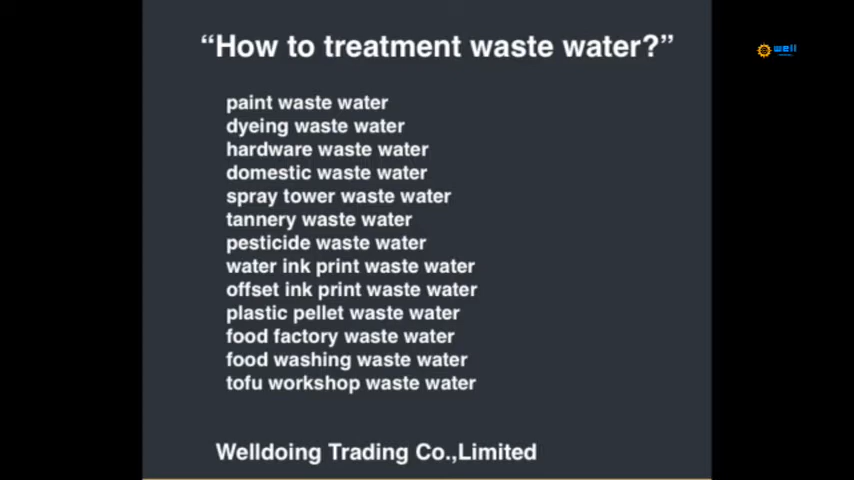 “How to treatment waste water?”
well
paint waste water
dyeing waste water
hardware waste water
domestic waste water
spray tower waste water
tannery waste water
pesticide waste water
water ink print waste water
offset ink print waste water
plastic pellet waste water
food factory waste water
food washing waste water
tofu workshop waste water
Welldoing Trading Co.,Limited